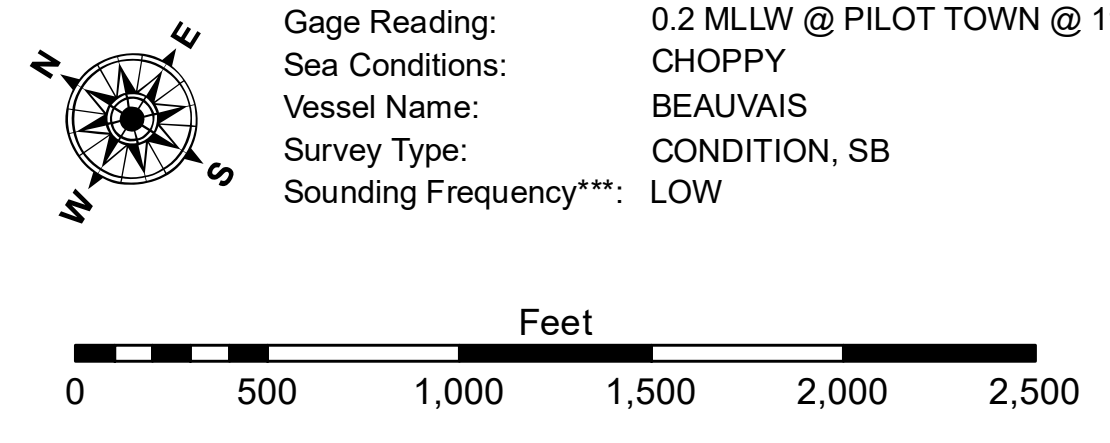 N
E
S
W
Gage Reading: 0.2 MLLW @ PILOT TOWN @ 1
Sea Conditions: CHOPPY
Vessel Name: BEAUVAIS
Survey Type: CONDITION, SB
Sounding Frequency***: LOW
Feet
0 500 1,000 1,500 2,000 2,500